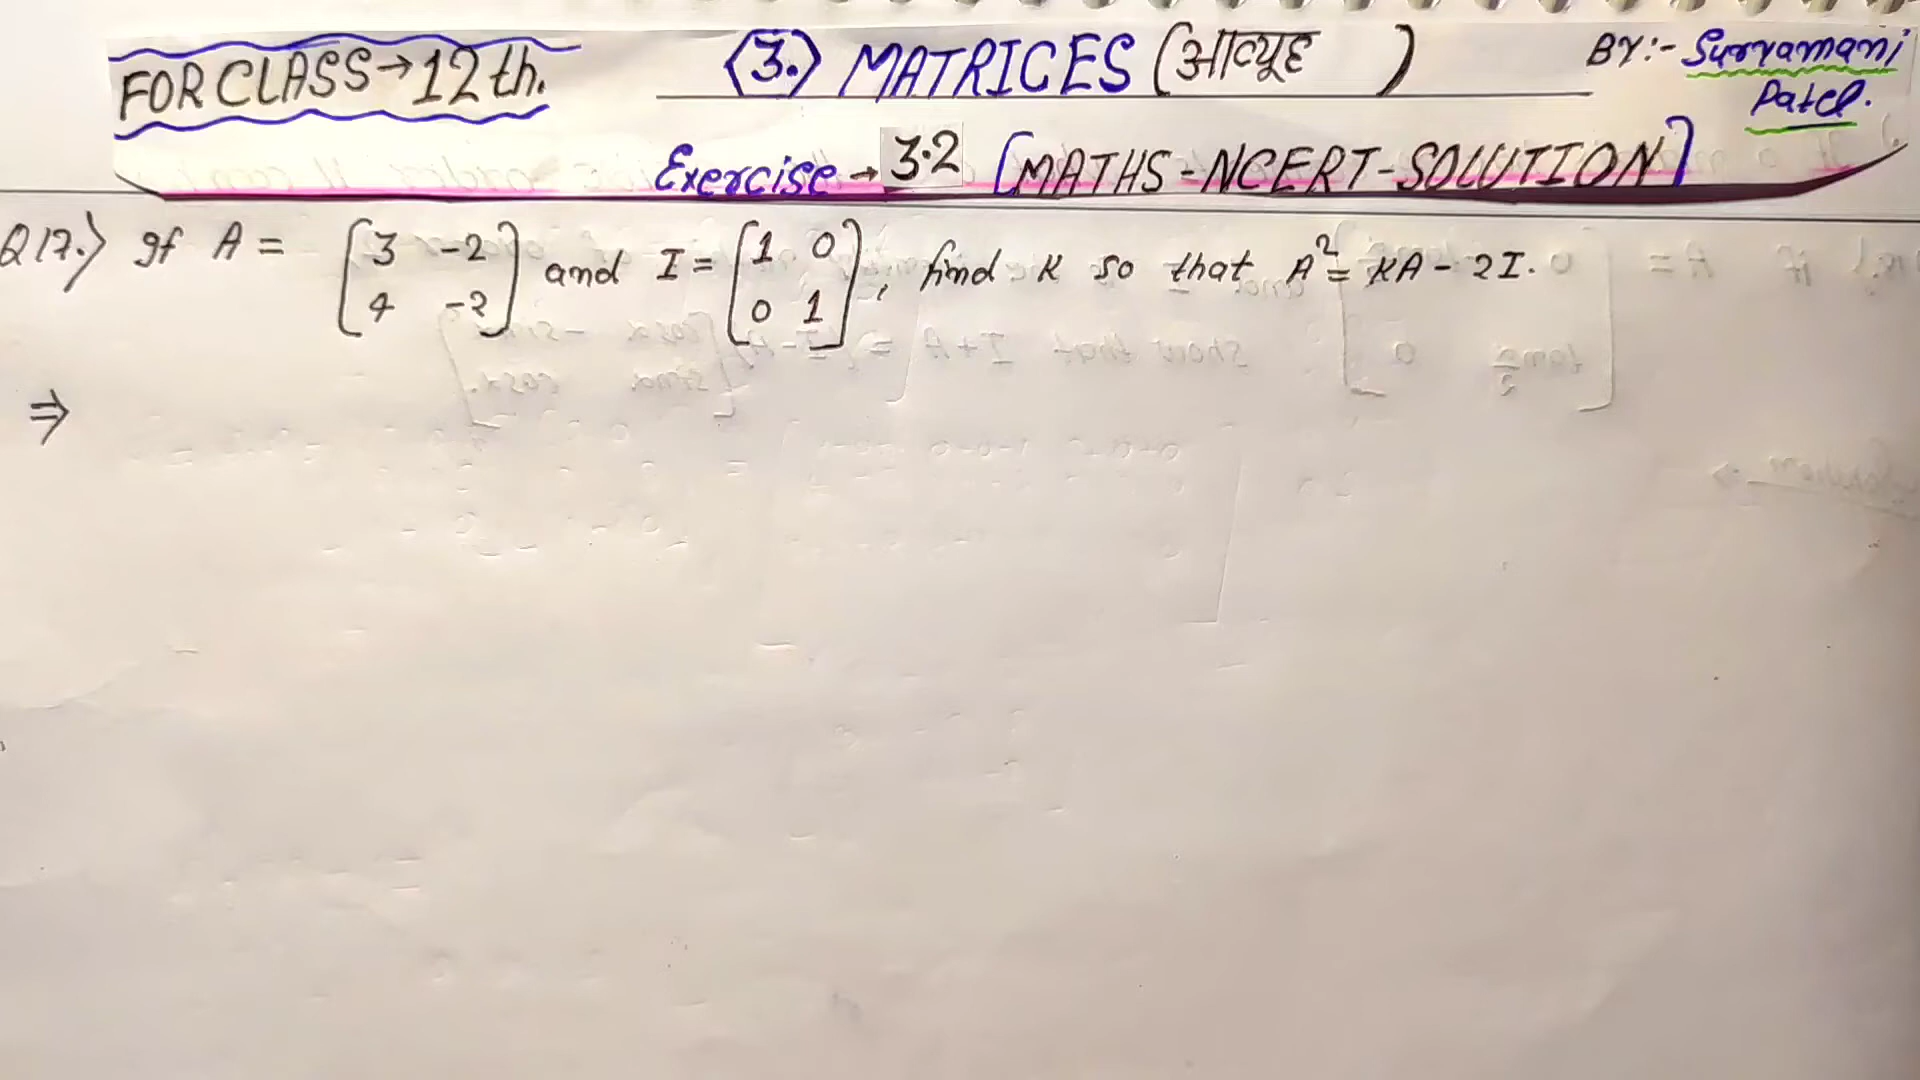 FOR CLASS→12th.
(3.) MATRICES (आव्यूह )
BY:- Suryamani Patel.
Exercise → 3.2 [MATHS-NCERT-SOLUTION]
Q17.) If A = [3 -2 4 -2] and I = [1 0 0 1], find K so that A² = KA - 2I.
⇒